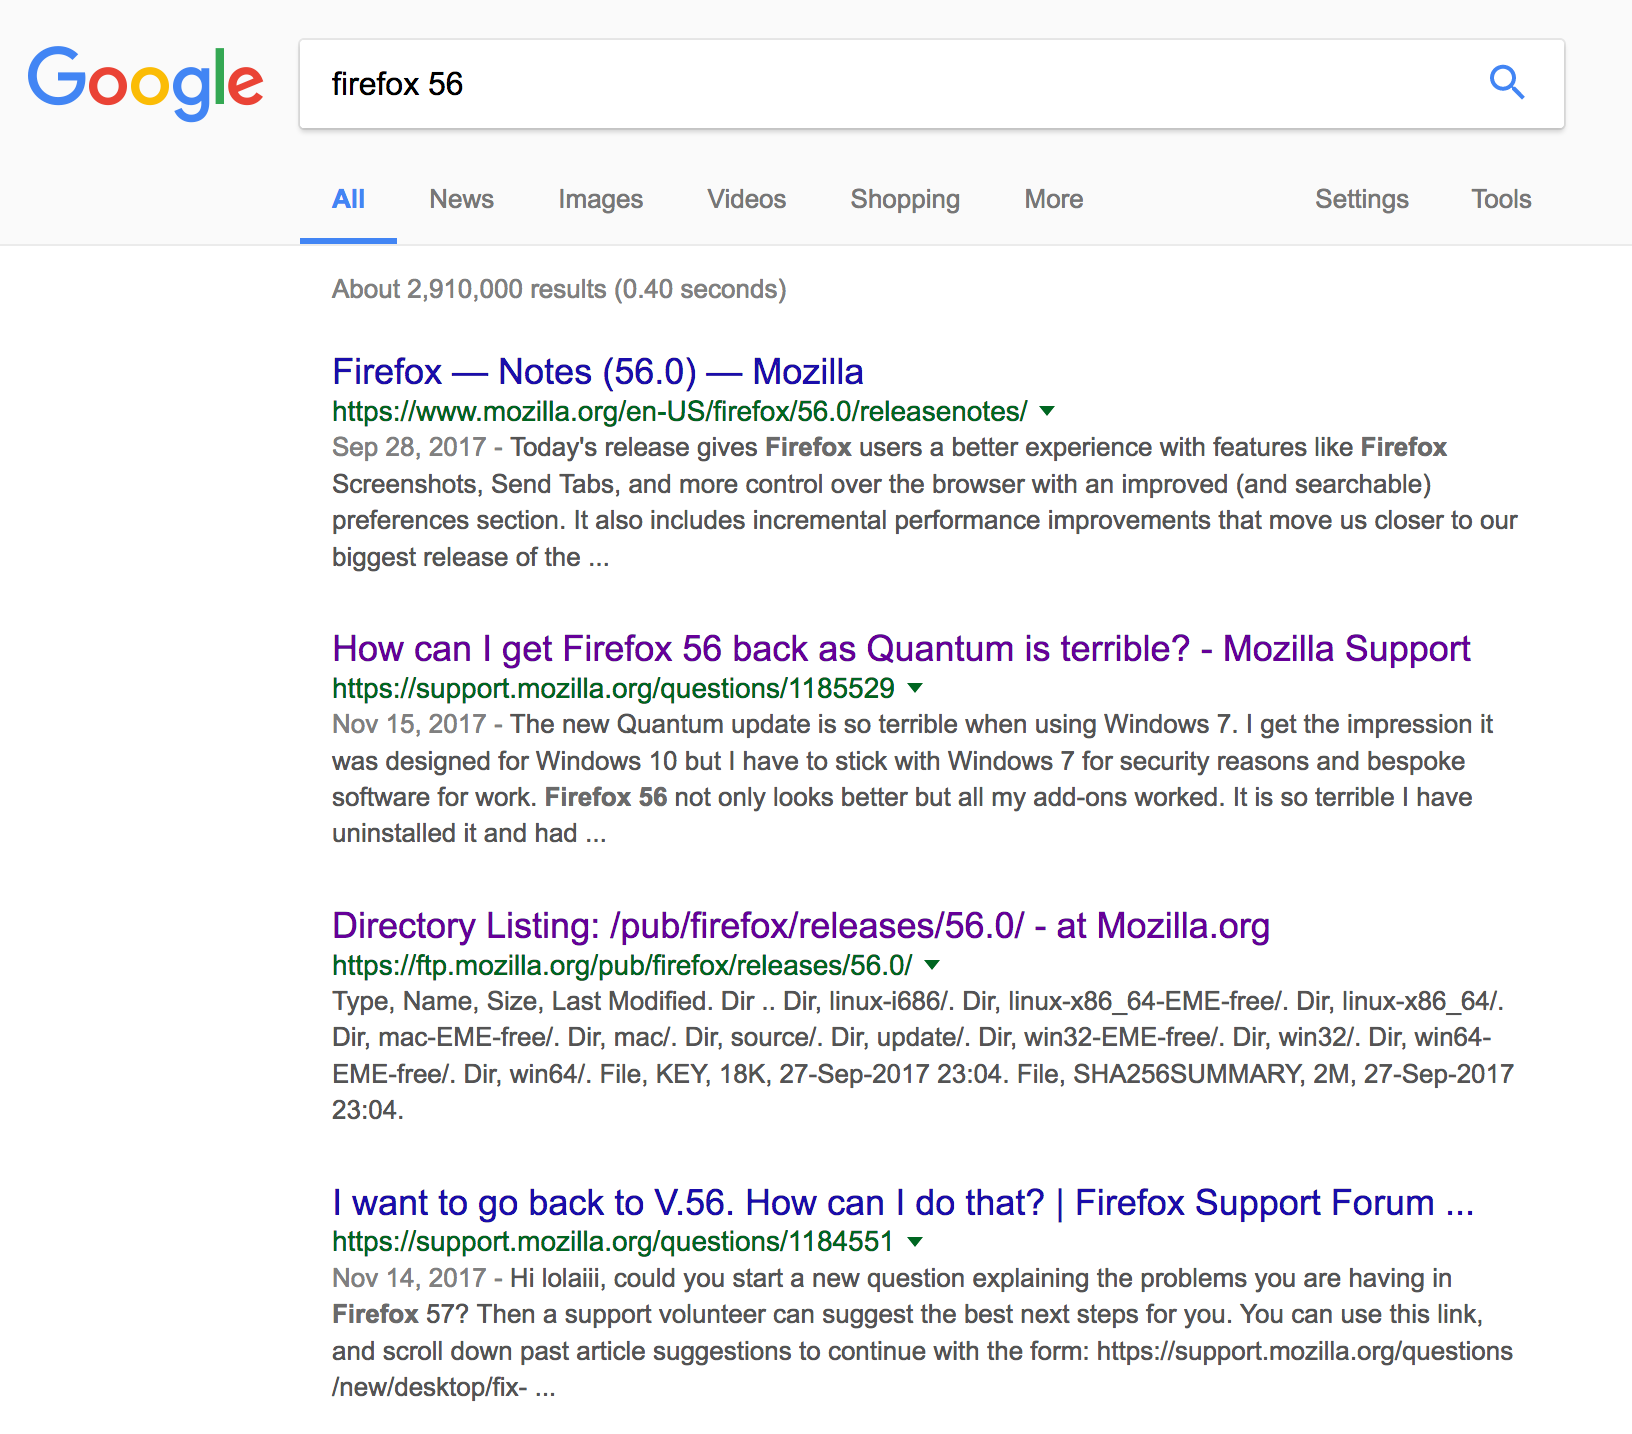 Google
firefox 56
All News Images Videos Shopping More Settings Tools
About 2,910,000 results (0.40 seconds)
Firefox — Notes (56.0) — Mozilla
https://www.mozilla.org/en-US/firefox/56.0/releasenotes/
Sep 28, 2017 - Today's release gives Firefox users a better experience with features like Firefox
Screenshots, Send Tabs, and more control over the browser with an improved (and searchable)
preferences section. It also includes incremental performance improvements that move us closer to our
biggest release of the ...
How can I get Firefox 56 back as Quantum is terrible? - Mozilla Support
https://support.mozilla.org/questions/1185529
Nov 15, 2017 - The new Quantum update is so terrible when using Windows 7. I get the impression it
was designed for Windows 10 but I have to stick with Windows 7 for security reasons and bespoke
software for work. Firefox 56 not only looks better but all my add-ons worked. It is so terrible I have
uninstalled it and had ...
Directory Listing: /pub/firefox/releases/56.0/ - at Mozilla.org
https://ftp.mozilla.org/pub/firefox/releases/56.0/
Type, Name, Size, Last Modified. Dir .. Dir, linux-i686/. Dir, linux-x86_64-EME-free/. Dir, linux-x86_64/.
Dir, mac-EME-free/. Dir, mac/. Dir, source/. Dir, update/. Dir, win32-EME-free/. Dir, win32/. Dir, win64-
EME-free/. Dir, win64/. File, KEY, 18K, 27-Sep-2017 23:04. File, SHA256SUMMARY, 2M, 27-Sep-2017
23:04.
I want to go back to V.56. How can I do that? | Firefox Support Forum ...
https://support.mozilla.org/questions/1184551
Nov 14, 2017 - Hi lolaiii, could you start a new question explaining the problems you are having in
Firefox 57? Then a support volunteer can suggest the best next steps for you. You can use this link,
and scroll down past article suggestions to continue with the form: https://support.mozilla.org/questions
/new/desktop/fix- ...